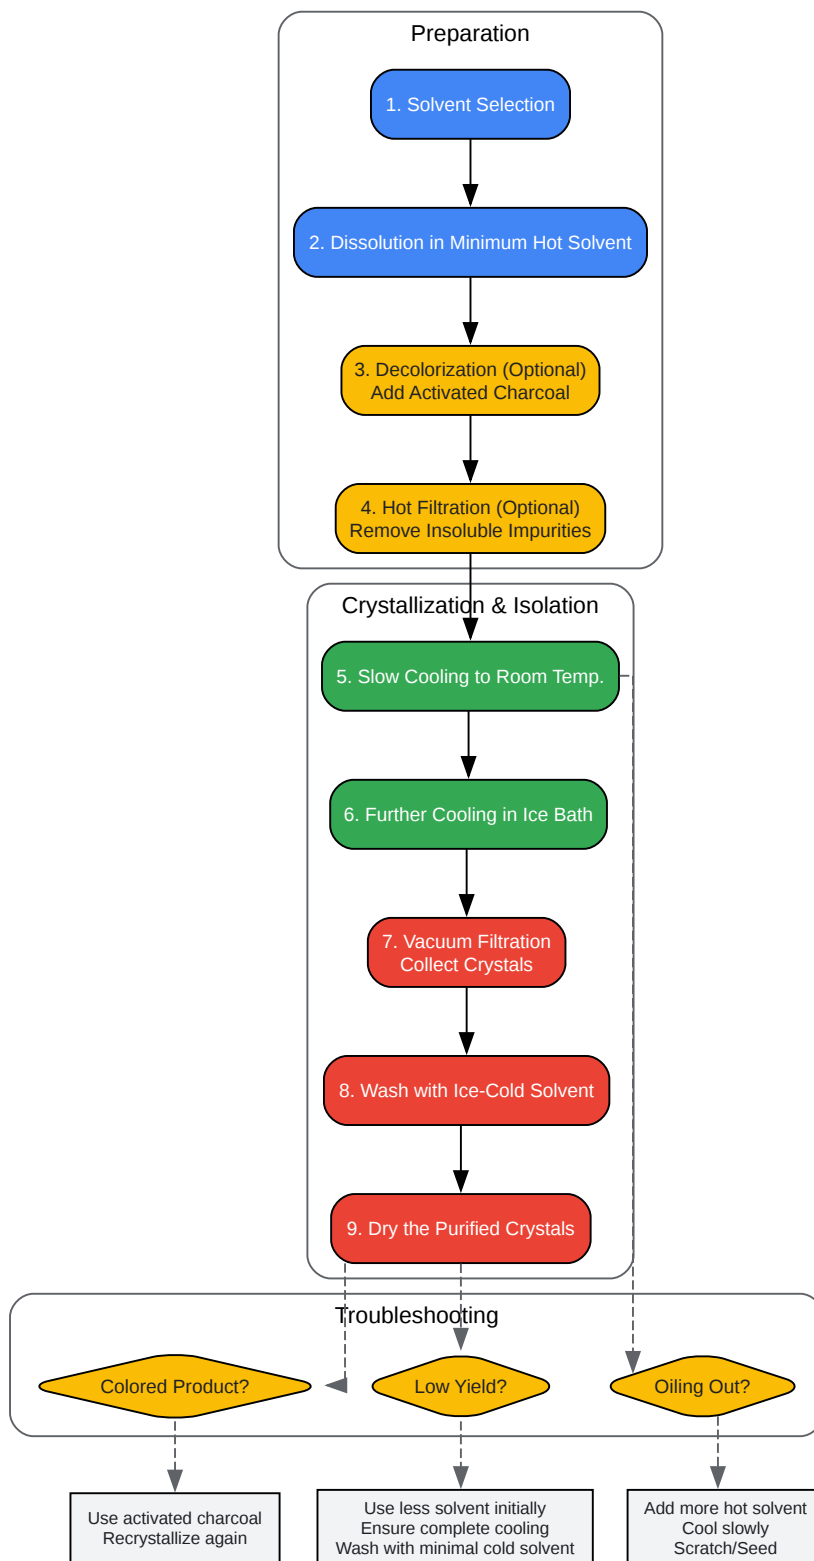 Preparation
1. Solvent Selection
2. Dissolution in Minimum Hot Solvent
3. Decolorization (Optional)
Add Activated Charcoal
4. Hot Filtration (Optional)
Remove Insoluble Impurities
Crystallization & Isolation
5. Slow Cooling to Room Temp.
6. Further Cooling in Ice Bath
7. Vacuum Filtration
Collect Crystals
8. Wash with Ice-Cold Solvent
9. Dry the Purified Crystals
Troubleshooting
Colored Product?
Low Yield?
Oiling Out?
Use activated charcoal
Recrystallize again
Use less solvent initially
Ensure complete cooling
Wash with minimal cold solvent
Add more hot solvent
Cool slowly
Scratch/Seed